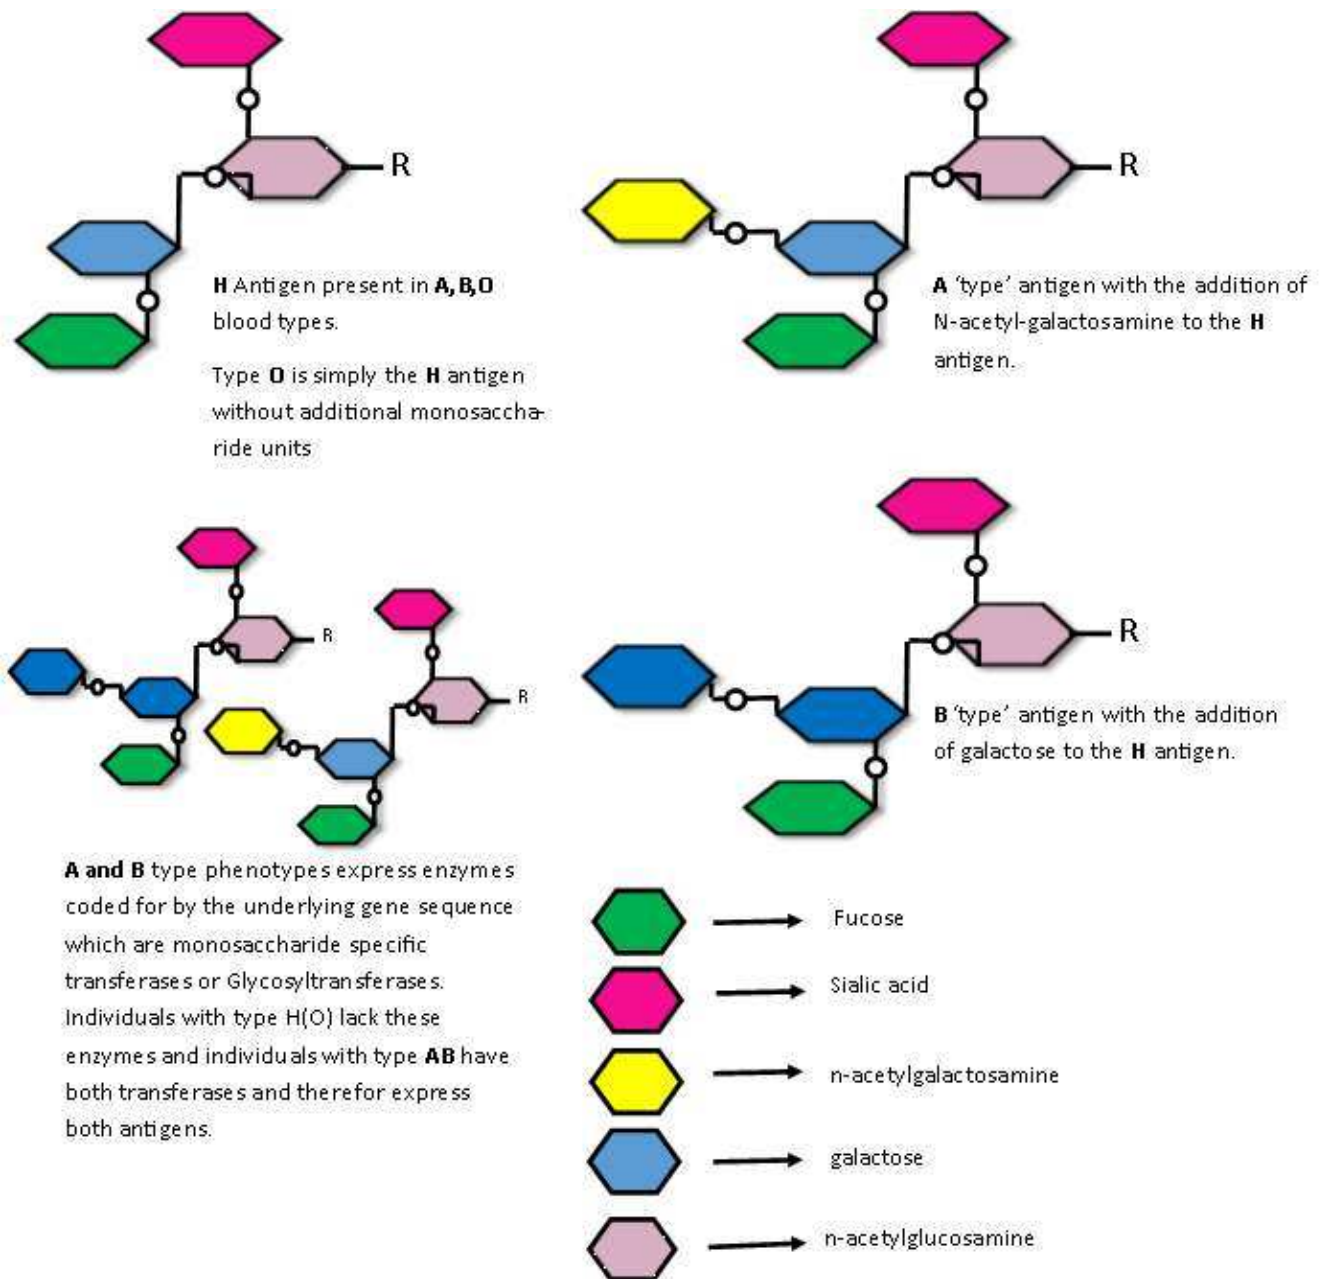 R
H Antigen present in A,B,O
blood types.
Type O is simply the H antigen
without additional monosaccha-
ride units
R
A ‘type’ antigen with the addition of
N-acetyl-galactosamine to the H
antigen.
R
R
A and B type phenotypes express enzymes
coded for by the underlying gene sequence
which are monosaccharide specific
transferases or Glycosyltransferases.
Individuals with type H(O) lack these
enzymes and individuals with type AB have
both transferases and therefor express
both antigens.
R
B ‘type’ antigen with the addition
of galactose to the H antigen.
Fucose
Sialic acid
n-acetylgalactosamine
galactose
n-acetylglucosamine